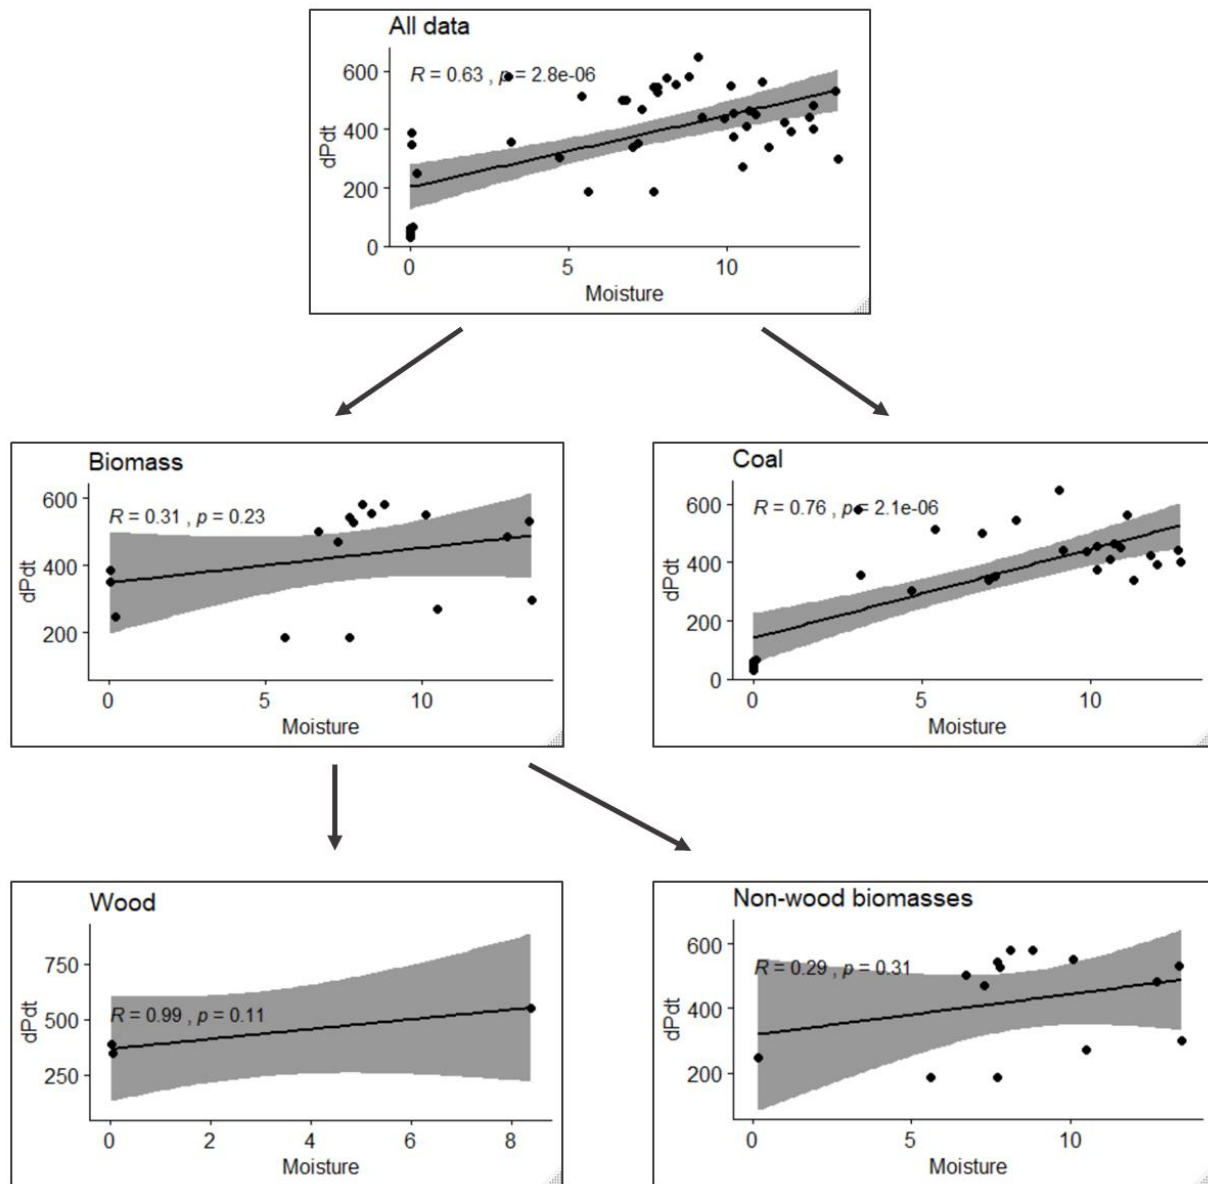 All data
R = 0.63 , p = 2.8e-06
600
400
200
0
dPdt
0 5 10
Moisture
Biomass
R = 0.31 , p = 0.23
600
400
200
dPdt
0 5 10
Moisture
Coal
R = 0.76 , p = 2.1e-06
600
400
200
0
dPdt
0 5 10
Moisture
Wood
750
R = 0.99 , p = 0.11
500
250
dPdt
0 2 4 6 8
Moisture
Non-wood biomasses
600
R = 0.29 , p = 0.31
400
200
dPdt
0 5 10
Moisture